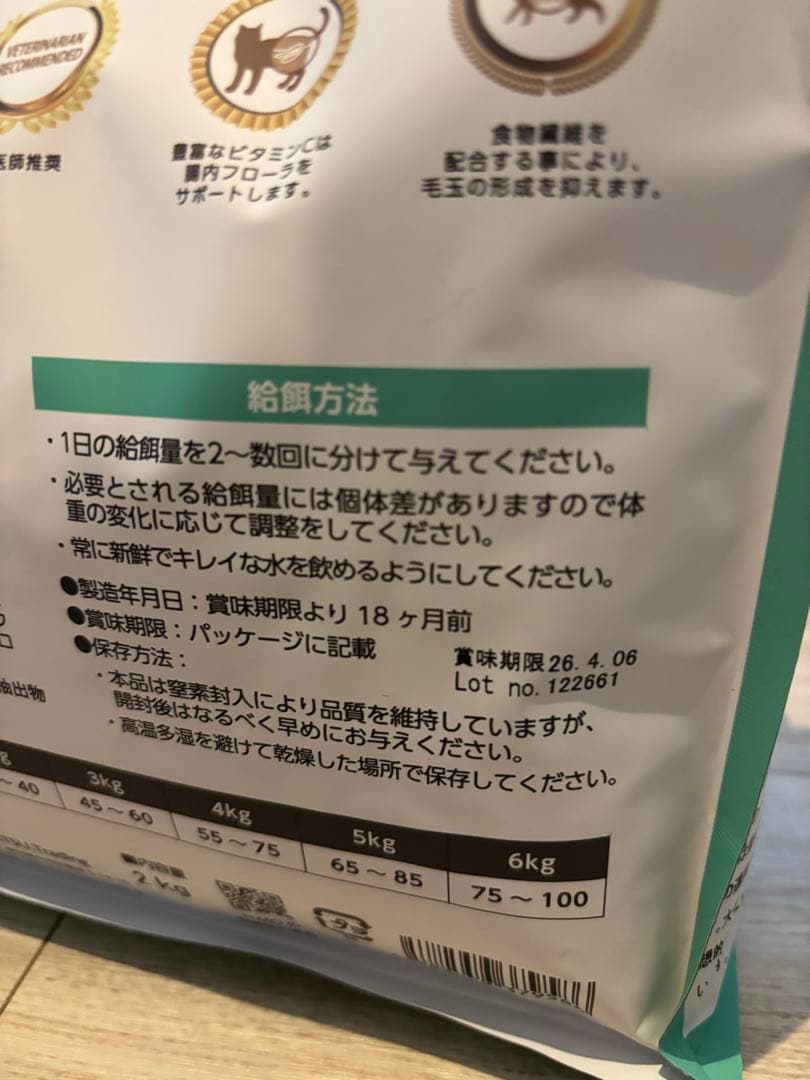 VETERINARIAN
RECOMMENDED
医師推奨
豊富なビタミンCは
腸内フローラを
サポートします。
食物繊維を
配合する事により、
毛玉の形成を抑えます。
給餌方法
・1日の給餌量を2〜数回に分けて与えてください。
・必要とされる給餌量には個体差がありますので体
重の変化に応じて調整をしてください。
・常に新鮮でキレイな水を飲めるようにしてください。
●製造年月日：賞味期限より 18 ヶ月前
●賞味期限：パッケージに記載
●保存方法：
賞味期限26.4.06
Lot no.122661
・本品は窒素封入により品質を維持していますが、
開封後はなるべく早めにお与えください。
・高温多湿を避けて乾燥した場所で保存してください。
抽出物
3kg 4kg 5kg 6kg
〜40 45〜60 55〜75 65〜85 75〜100
■内容量
2 kg